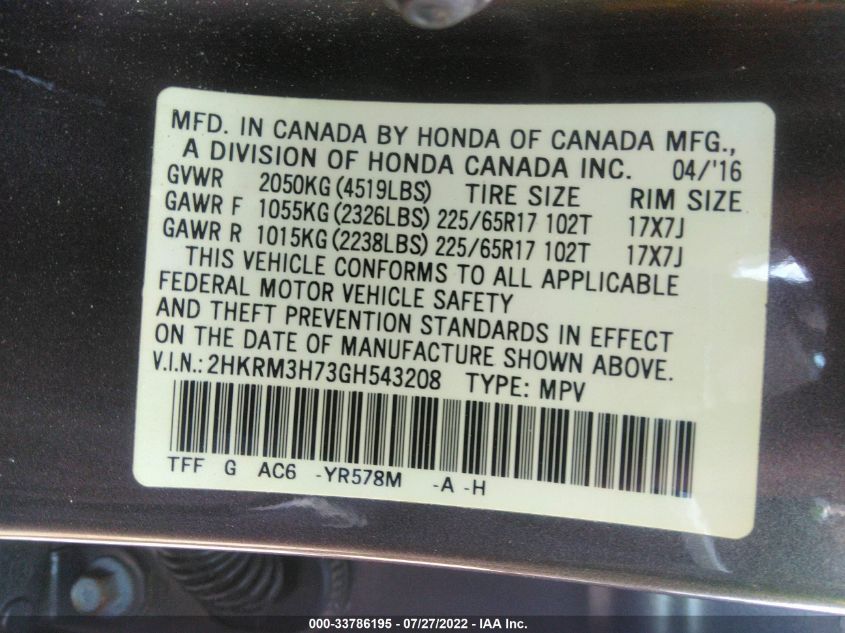 MFD. IN CANADA BY HONDA OF CANADA MFG.,
A DIVISION OF HONDA CANADA INC. 04/'16
GVWR 2050KG (4519LBS) TIRE SIZE RIM SIZE
GAWR F 1055KG (2326LBS) 225/65R17 102T 17X7J
GAWR R 1015KG (2238LBS) 225/65R17 102T 17X7J
THIS VEHICLE CONFORMS TO ALL APPLICABLE
FEDERAL MOTOR VEHICLE SAFETY
AND THEFT PREVENTION STANDARDS IN EFFECT
ON THE DATE OF MANUFACTURE SHOWN ABOVE.
V.I.N.: 2HKRM3H73GH543208 TYPE: MPV
TFF G AC6 -YR578M -A -H
000-33786195 - 07/27/2022 - IAA Inc.